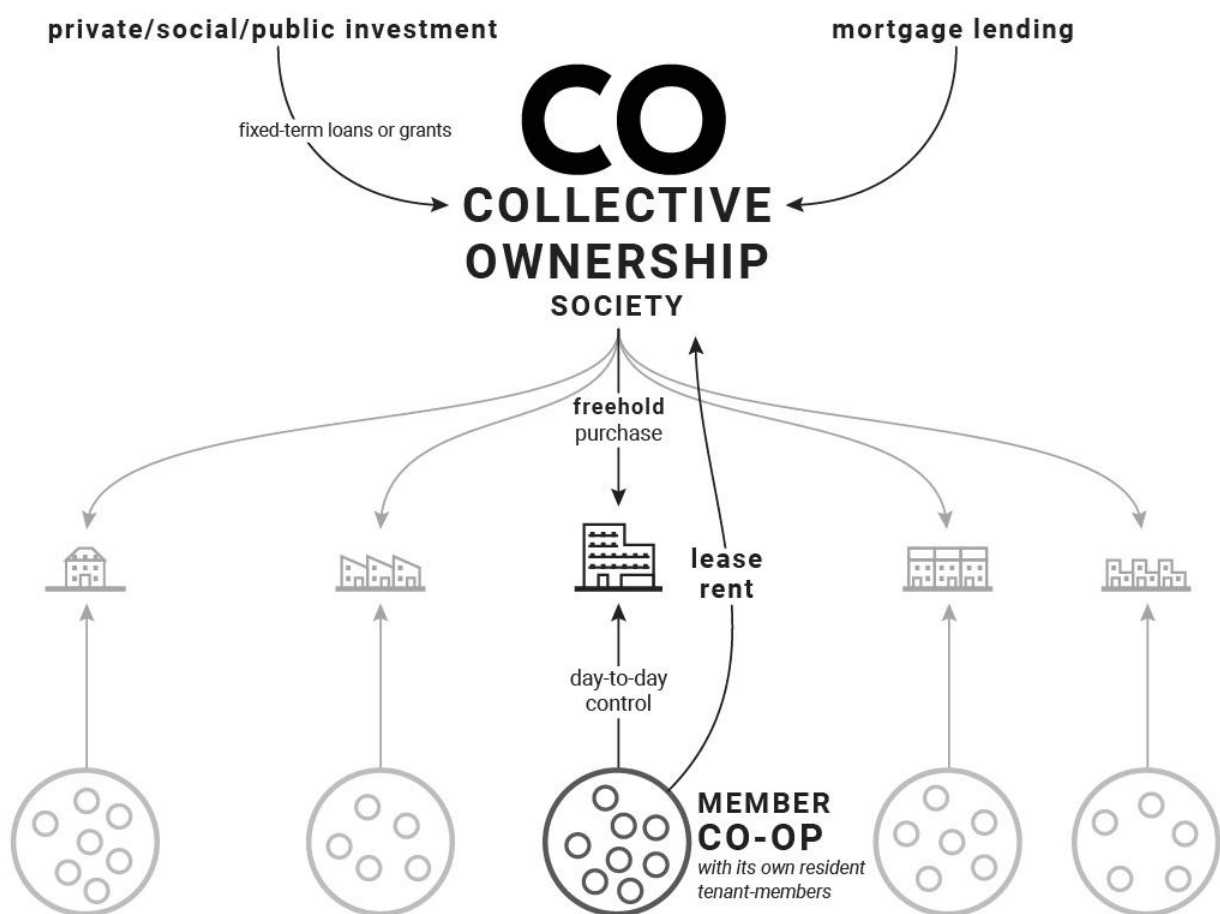 private/social/public investment
mortgage lending
fixed-term loans or grants
CO
COLLECTIVE
OWNERSHIP
SOCIETY
freehold
purchase
lease
rent
day-to-day
control
MEMBER
CO-OP
with its own resident
tenant-members